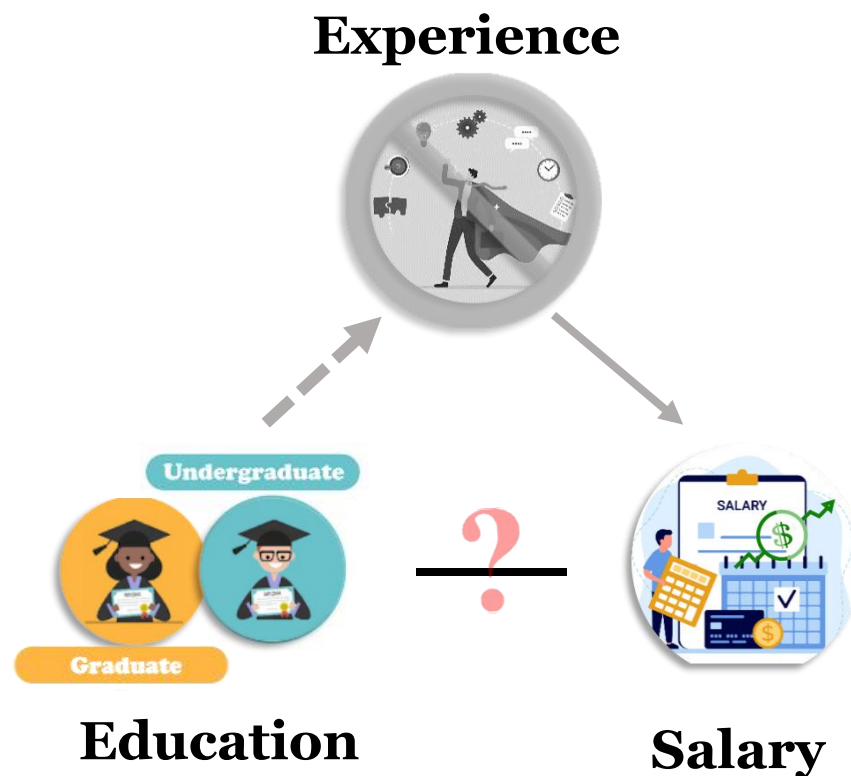 Experience
Undergraduate
?
SALARY
$
Graduate
$
Education
Salary